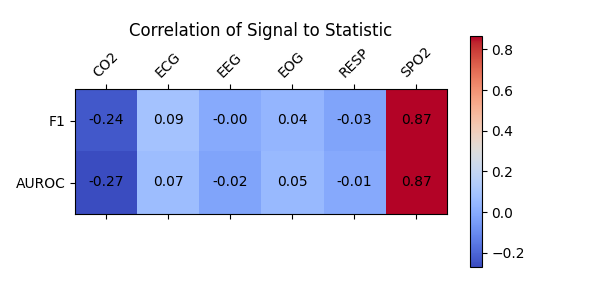 Correlation of Signal to Statistic
CO2 ECG EEG EOG RESP SPO2
F1 -0.24 0.09 -0.00 0.04 -0.03 0.87
AUROC -0.27 0.07 -0.02 0.05 -0.01 0.87
0.8
0.6
0.4
0.2
0.0
−0.2